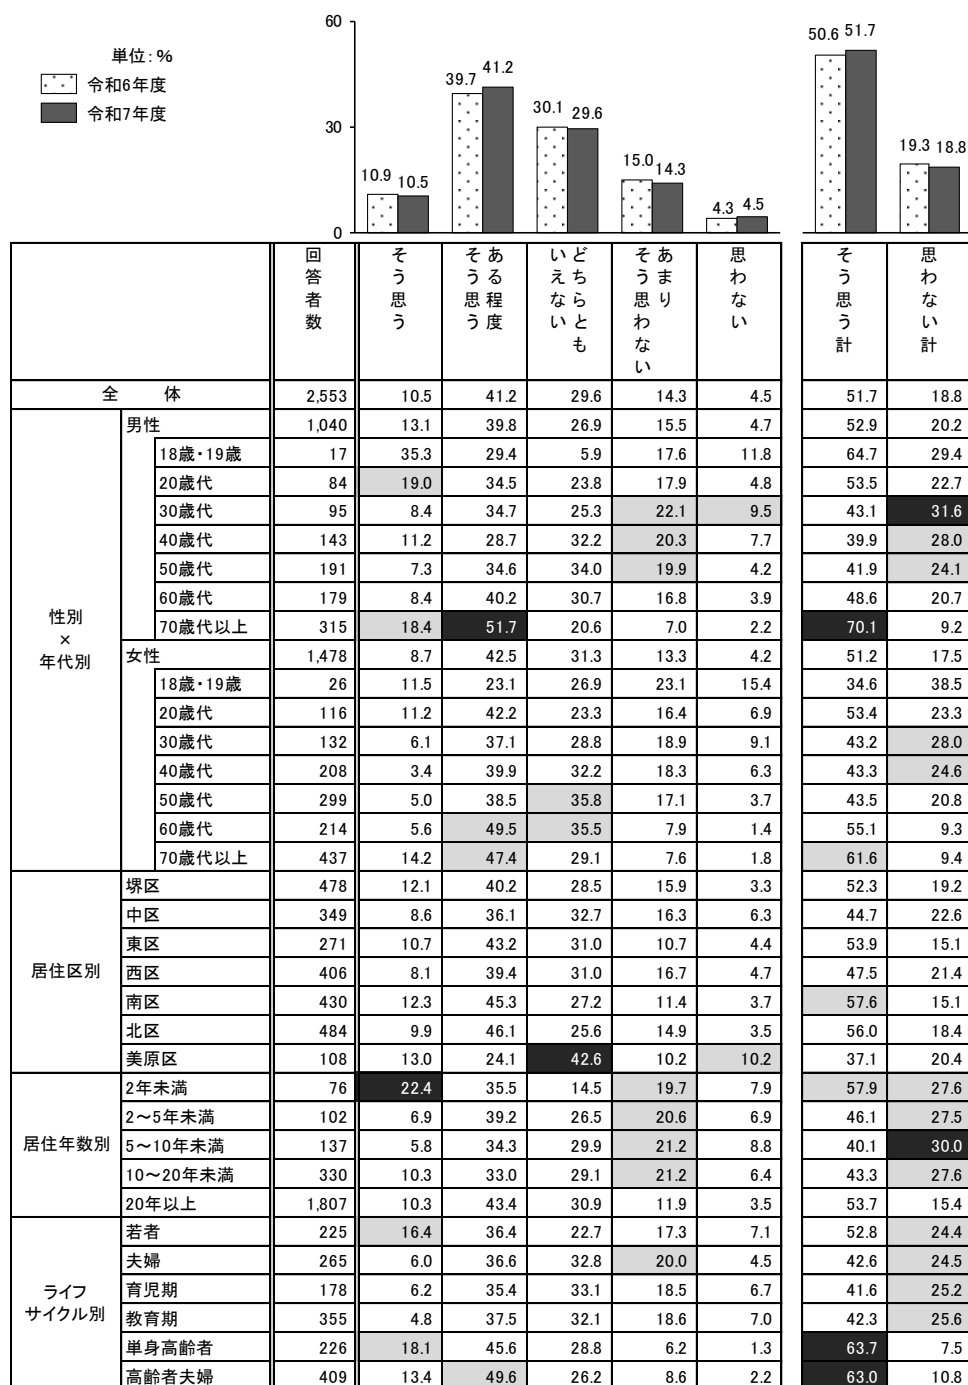 単位：%
令和6年度
令和7年度
60
30
0
10.9 10.5
39.7 41.2
30.1 29.6
15.0 14.3
4.3 4.5
50.6 51.7
19.3 18.8
回答者数 そう思う ある程度そう思う どちらともいえない あまりそう思わない 思わない そう思う計 思わない計
全 体 2,553 10.5 41.2 29.6 14.3 4.5 51.7 18.8
性別×年代別
男性 1,040 13.1 39.8 26.9 15.5 4.7 52.9 20.2
18歳・19歳 17 35.3 29.4 5.9 17.6 11.8 64.7 29.4
20歳代 84 19.0 34.5 23.8 17.9 4.8 53.5 22.7
30歳代 95 8.4 34.7 25.3 22.1 9.5 43.1 31.6
40歳代 143 11.2 28.7 32.2 20.3 7.7 39.9 28.0
50歳代 191 7.3 34.6 34.0 19.9 4.2 41.9 24.1
60歳代 179 8.4 40.2 30.7 16.8 3.9 48.6 20.7
70歳代以上 315 18.4 51.7 20.6 7.0 2.2 70.1 9.2
女性 1,478 8.7 42.5 31.3 13.3 4.2 51.2 17.5
18歳・19歳 26 11.5 23.1 26.9 23.1 15.4 34.6 38.5
20歳代 116 11.2 42.2 23.3 16.4 6.9 53.4 23.3
30歳代 132 6.1 37.1 28.8 18.9 9.1 43.2 28.0
40歳代 208 3.4 39.9 32.2 18.3 6.3 43.3 24.6
50歳代 299 5.0 38.5 35.8 17.1 3.7 43.5 20.8
60歳代 214 5.6 49.5 35.5 7.9 1.4 55.1 9.3
70歳代以上 437 14.2 47.4 29.1 7.6 1.8 61.6 9.4
居住区別
堺区 478 12.1 40.2 28.5 15.9 3.3 52.3 19.2
中区 349 8.6 36.1 32.7 16.3 6.3 44.7 22.6
東区 271 10.7 43.2 31.0 10.7 4.4 53.9 15.1
西区 406 8.1 39.4 31.0 16.7 4.7 47.5 21.4
南区 430 12.3 45.3 27.2 11.4 3.7 57.6 15.1
北区 484 9.9 46.1 25.6 14.9 3.5 56.0 18.4
美原区 108 13.0 24.1 42.6 10.2 10.2 37.1 20.4
居住年数別
2年未満 76 22.4 35.5 14.5 19.7 7.9 57.9 27.6
2～5年未満 102 6.9 39.2 26.5 20.6 6.9 46.1 27.5
5～10年未満 137 5.8 34.3 29.9 21.2 8.8 40.1 30.0
10～20年未満 330 10.3 33.0 29.1 21.2 6.4 43.3 27.6
20年以上 1,807 10.3 43.4 30.9 11.9 3.5 53.7 15.4
ライフサイクル別
若者 225 16.4 36.4 22.7 17.3 7.1 52.8 24.4
夫婦 265 6.0 36.6 32.8 20.0 4.5 42.6 24.5
育児期 178 6.2 35.4 33.1 18.5 6.7 41.6 25.2
教育期 355 4.8 37.5 32.1 18.6 7.0 42.3 25.6
単身高齢者 226 18.1 45.6 28.8 6.2 1.3 63.7 7.5
高齢者夫婦 409 13.4 49.6 26.2 8.6 2.2 63.0 10.8